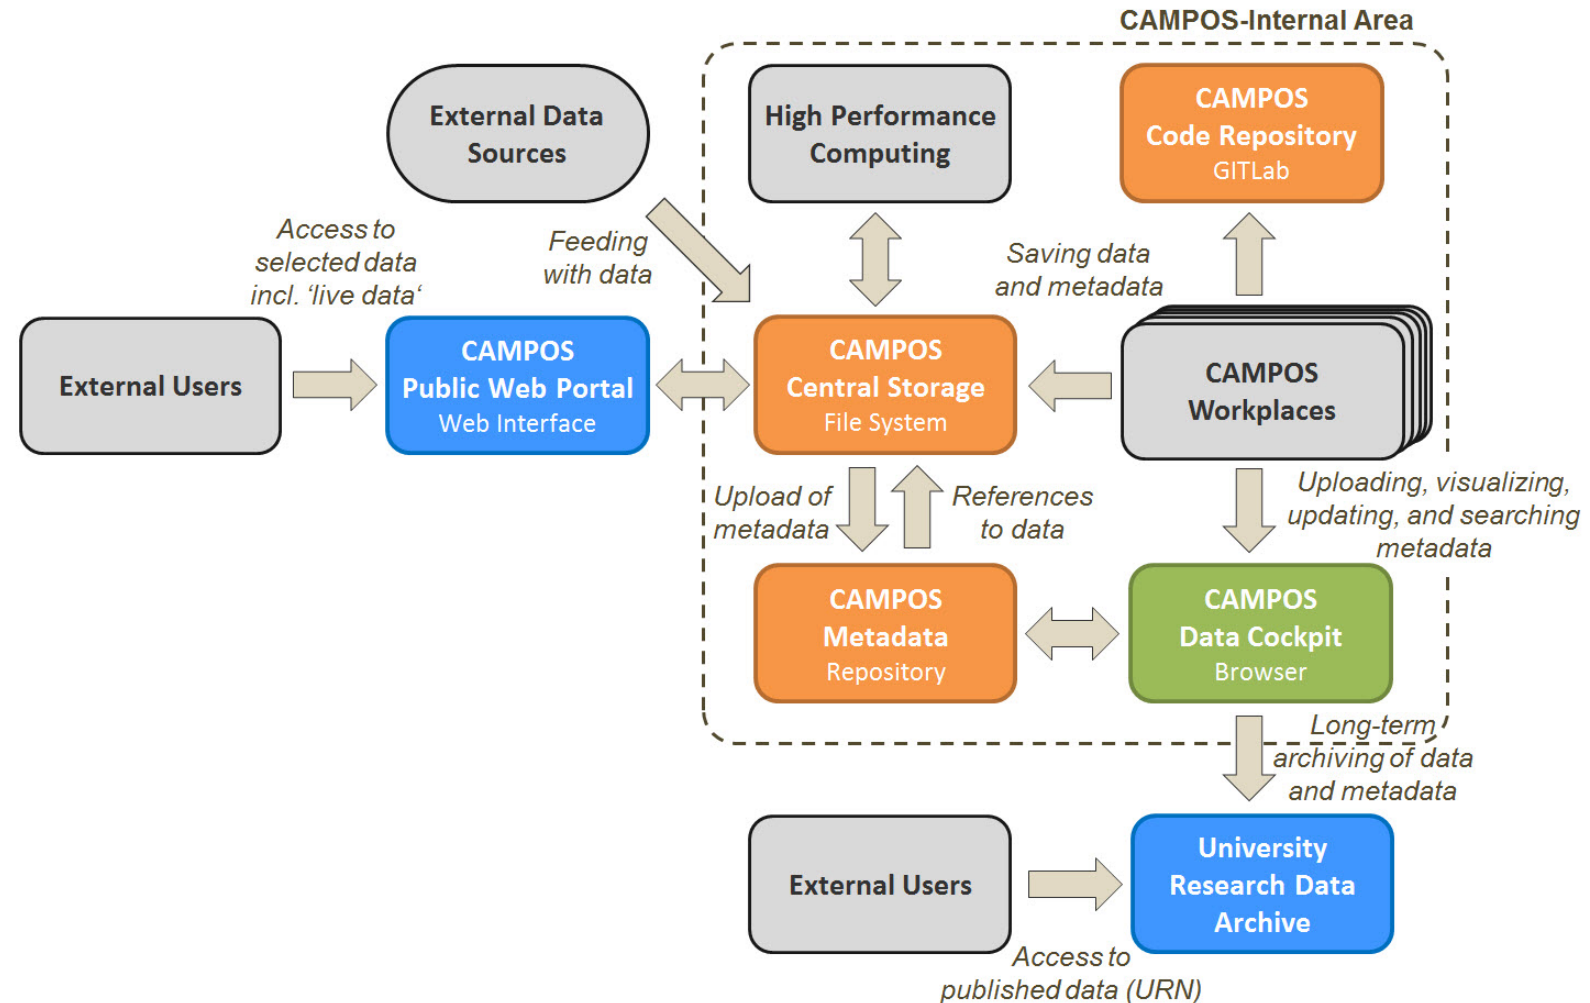 CAMPOS-Internal Area
External Data
Sources
High Performance
Computing
CAMPOS
Code Repository
GITLab
Access to
selected data
incl. ‘live data‘
Feeding
with data
Saving data
and metadata
External Users
CAMPOS
Public Web Portal
Web Interface
CAMPOS
Central Storage
File System
CAMPOS
Workplaces
Upload of
metadata
References
to data
Uploading, visualizing,
updating, and searching
metadata
CAMPOS
Metadata
Repository
CAMPOS
Data Cockpit
Browser
Long-term
archiving of data
and metadata
External Users
University
Research Data
Archive
Access to
published data (URN)